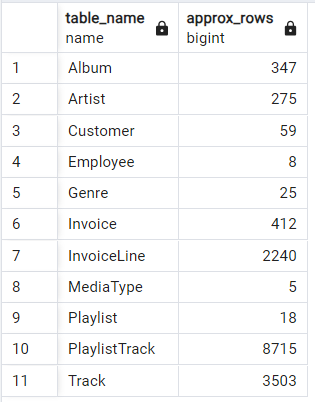 table_name approx_rows
name bigint
1 Album 347
2 Artist 275
3 Customer 59
4 Employee 8
5 Genre 25
6 Invoice 412
7 InvoiceLine 2240
8 MediaType 5
9 Playlist 18
10 PlaylistTrack 8715
11 Track 3503